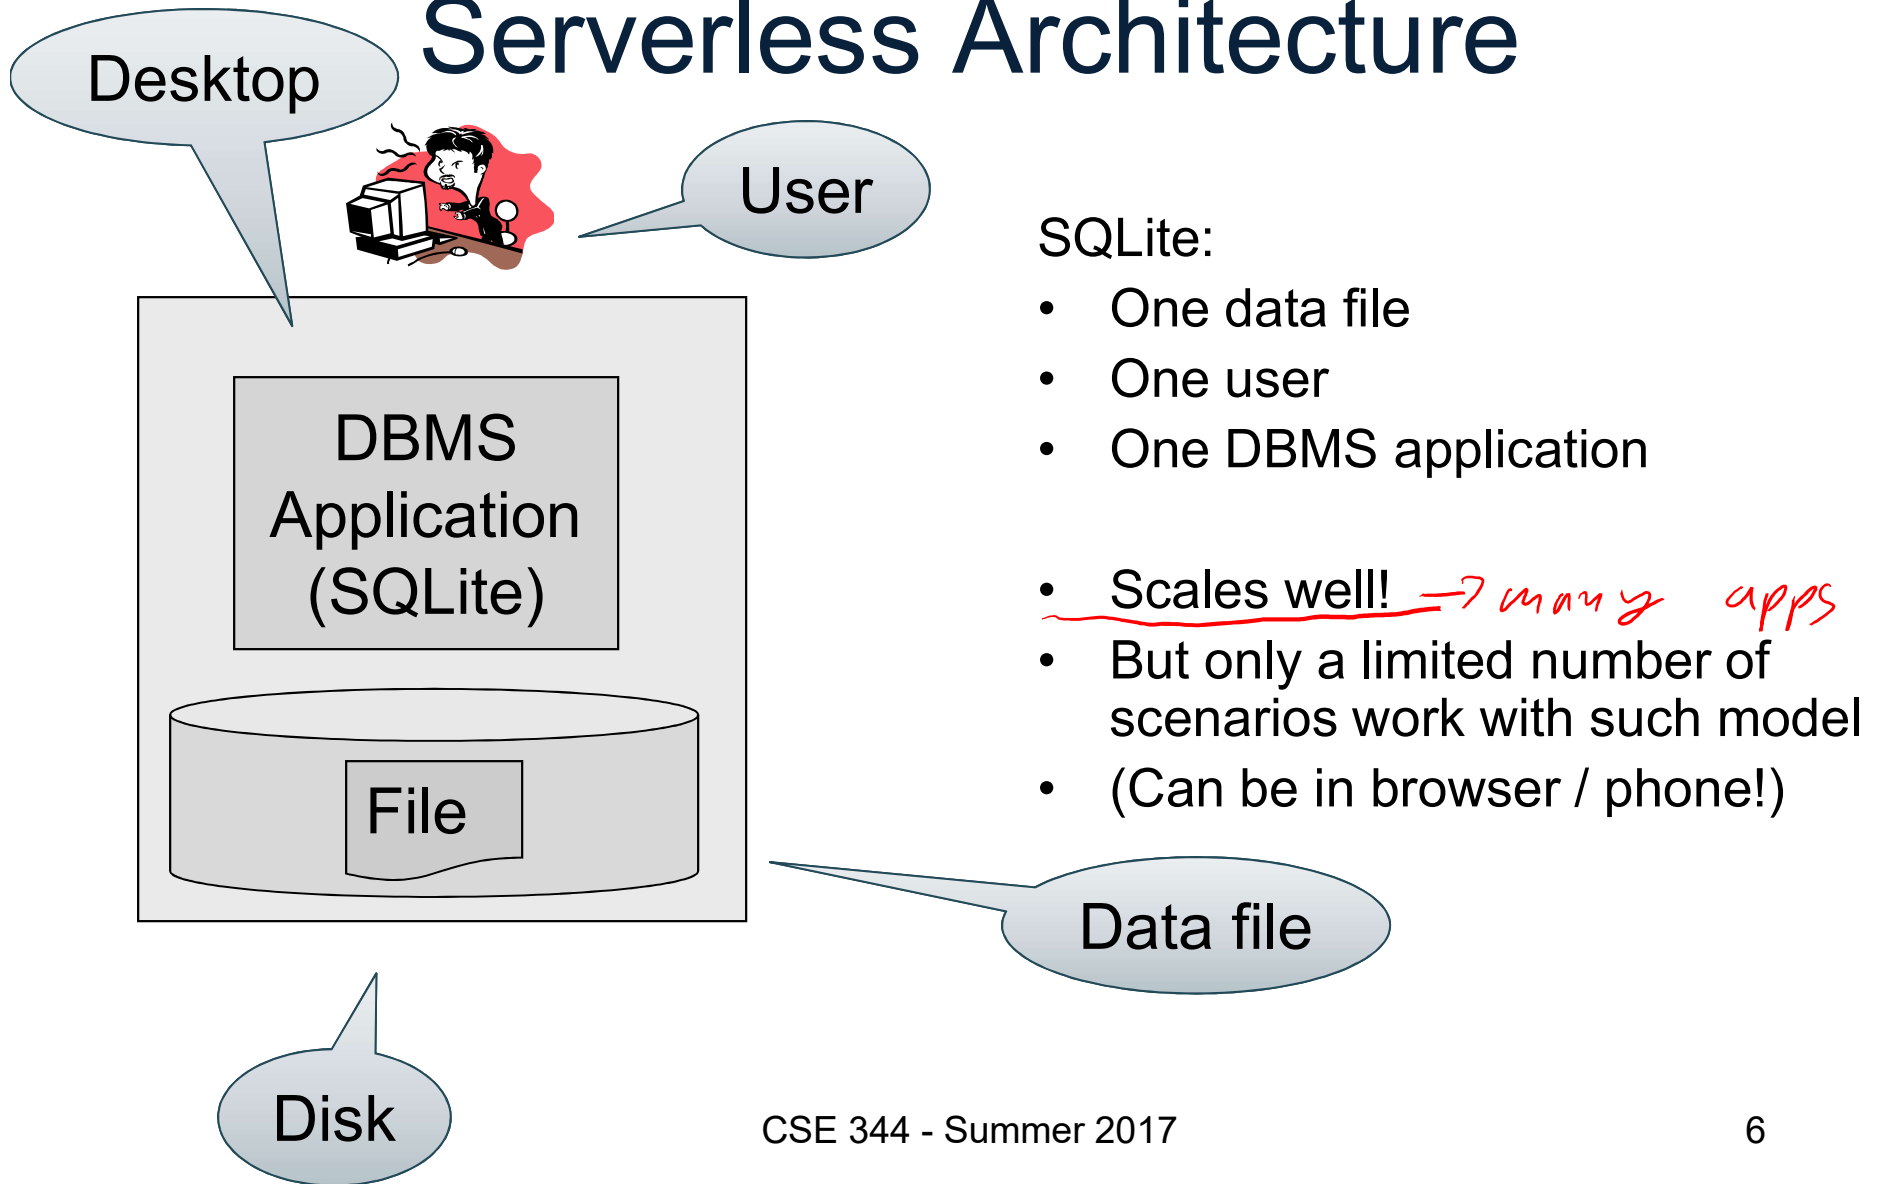 Serverless Architecture
Desktop
User
DBMS
Application
(SQLite)
File
SQLite:
• One data file
• One user
• One DBMS application
• Scales well! → many apps
• But only a limited number of
scenarios work with such model
• (Can be in browser / phone!)
Data file
Disk
CSE 344 - Summer 2017
6